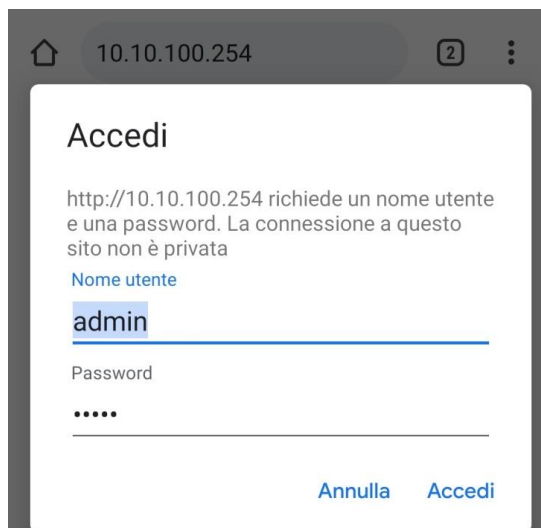 10.10.100.254
2
Accedi
http://10.10.100.254 richiede un nome utente
e una password. La connessione a questo
sito non è privata
Nome utente
admin
Password
•••••
Annulla
Accedi